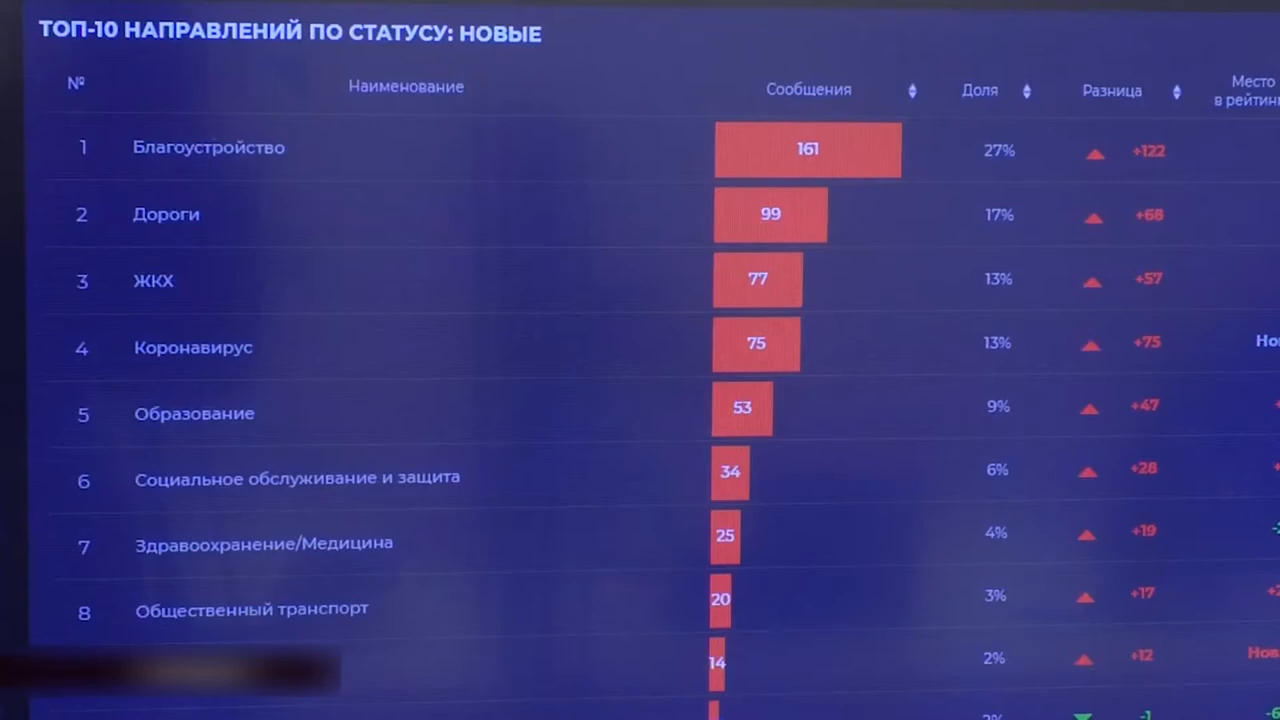 ТОП-10 НАПРАВЛЕНИЙ ПО СТАТУСУ: НОВЫЕ
№ Наименование Сообщения Доля Разница Место
в рейтин
1 Благоустройство 161 27% +122
2 Дороги 99 17% +68
3 ЖКХ 77 13% +57
4 Коронавирус 75 13% +75 Но
5 Образование 53 9% +47
6 Социальное обслуживание и защита 34 6% +28
7 Здравоохранение/Медицина 25 4% +19
8 Общественный транспорт 20 3% +17
14 2% +12 Нов
-1